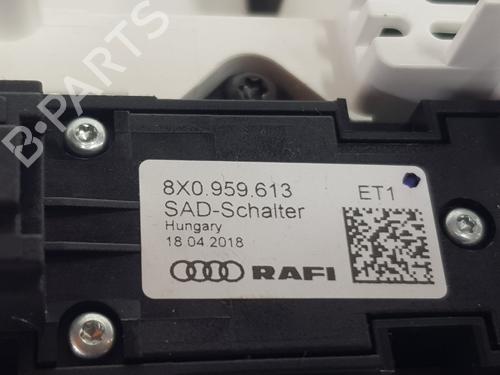 B-PARTS
8X0.959.613 ET1
SAD-Schalter
Hungary
18 04 2018
RAFI